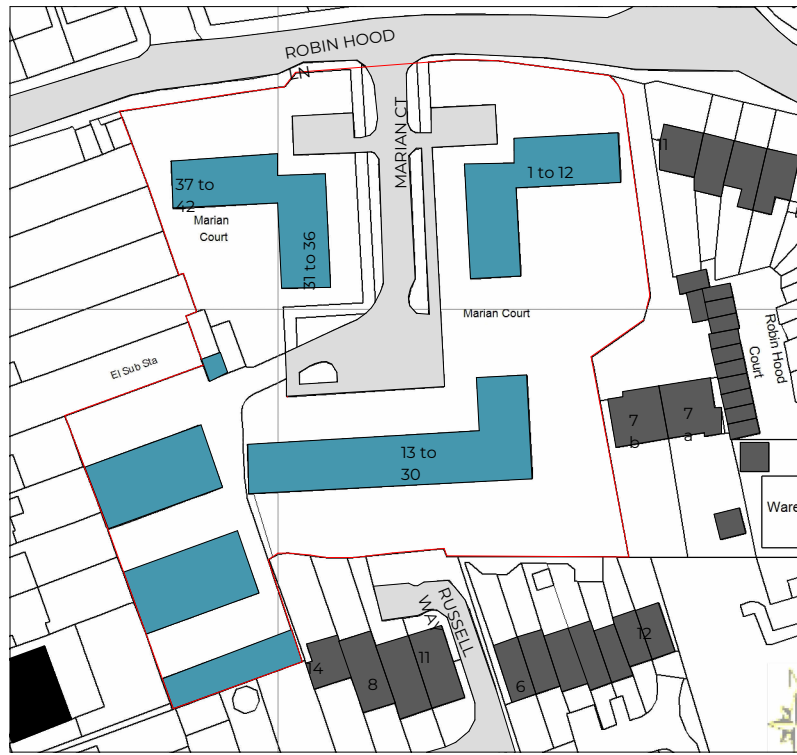 ROBIN HOOD
LN
MARIAN CT
11
1 to 12
37 to
42
Marian
Court
31 to 36
Marian Court
Robin Hood
Court
El Sub Sta
7
b
7
a
13 to
30
Ware
RUSSELL
WAY
12
14
11
8
6
N